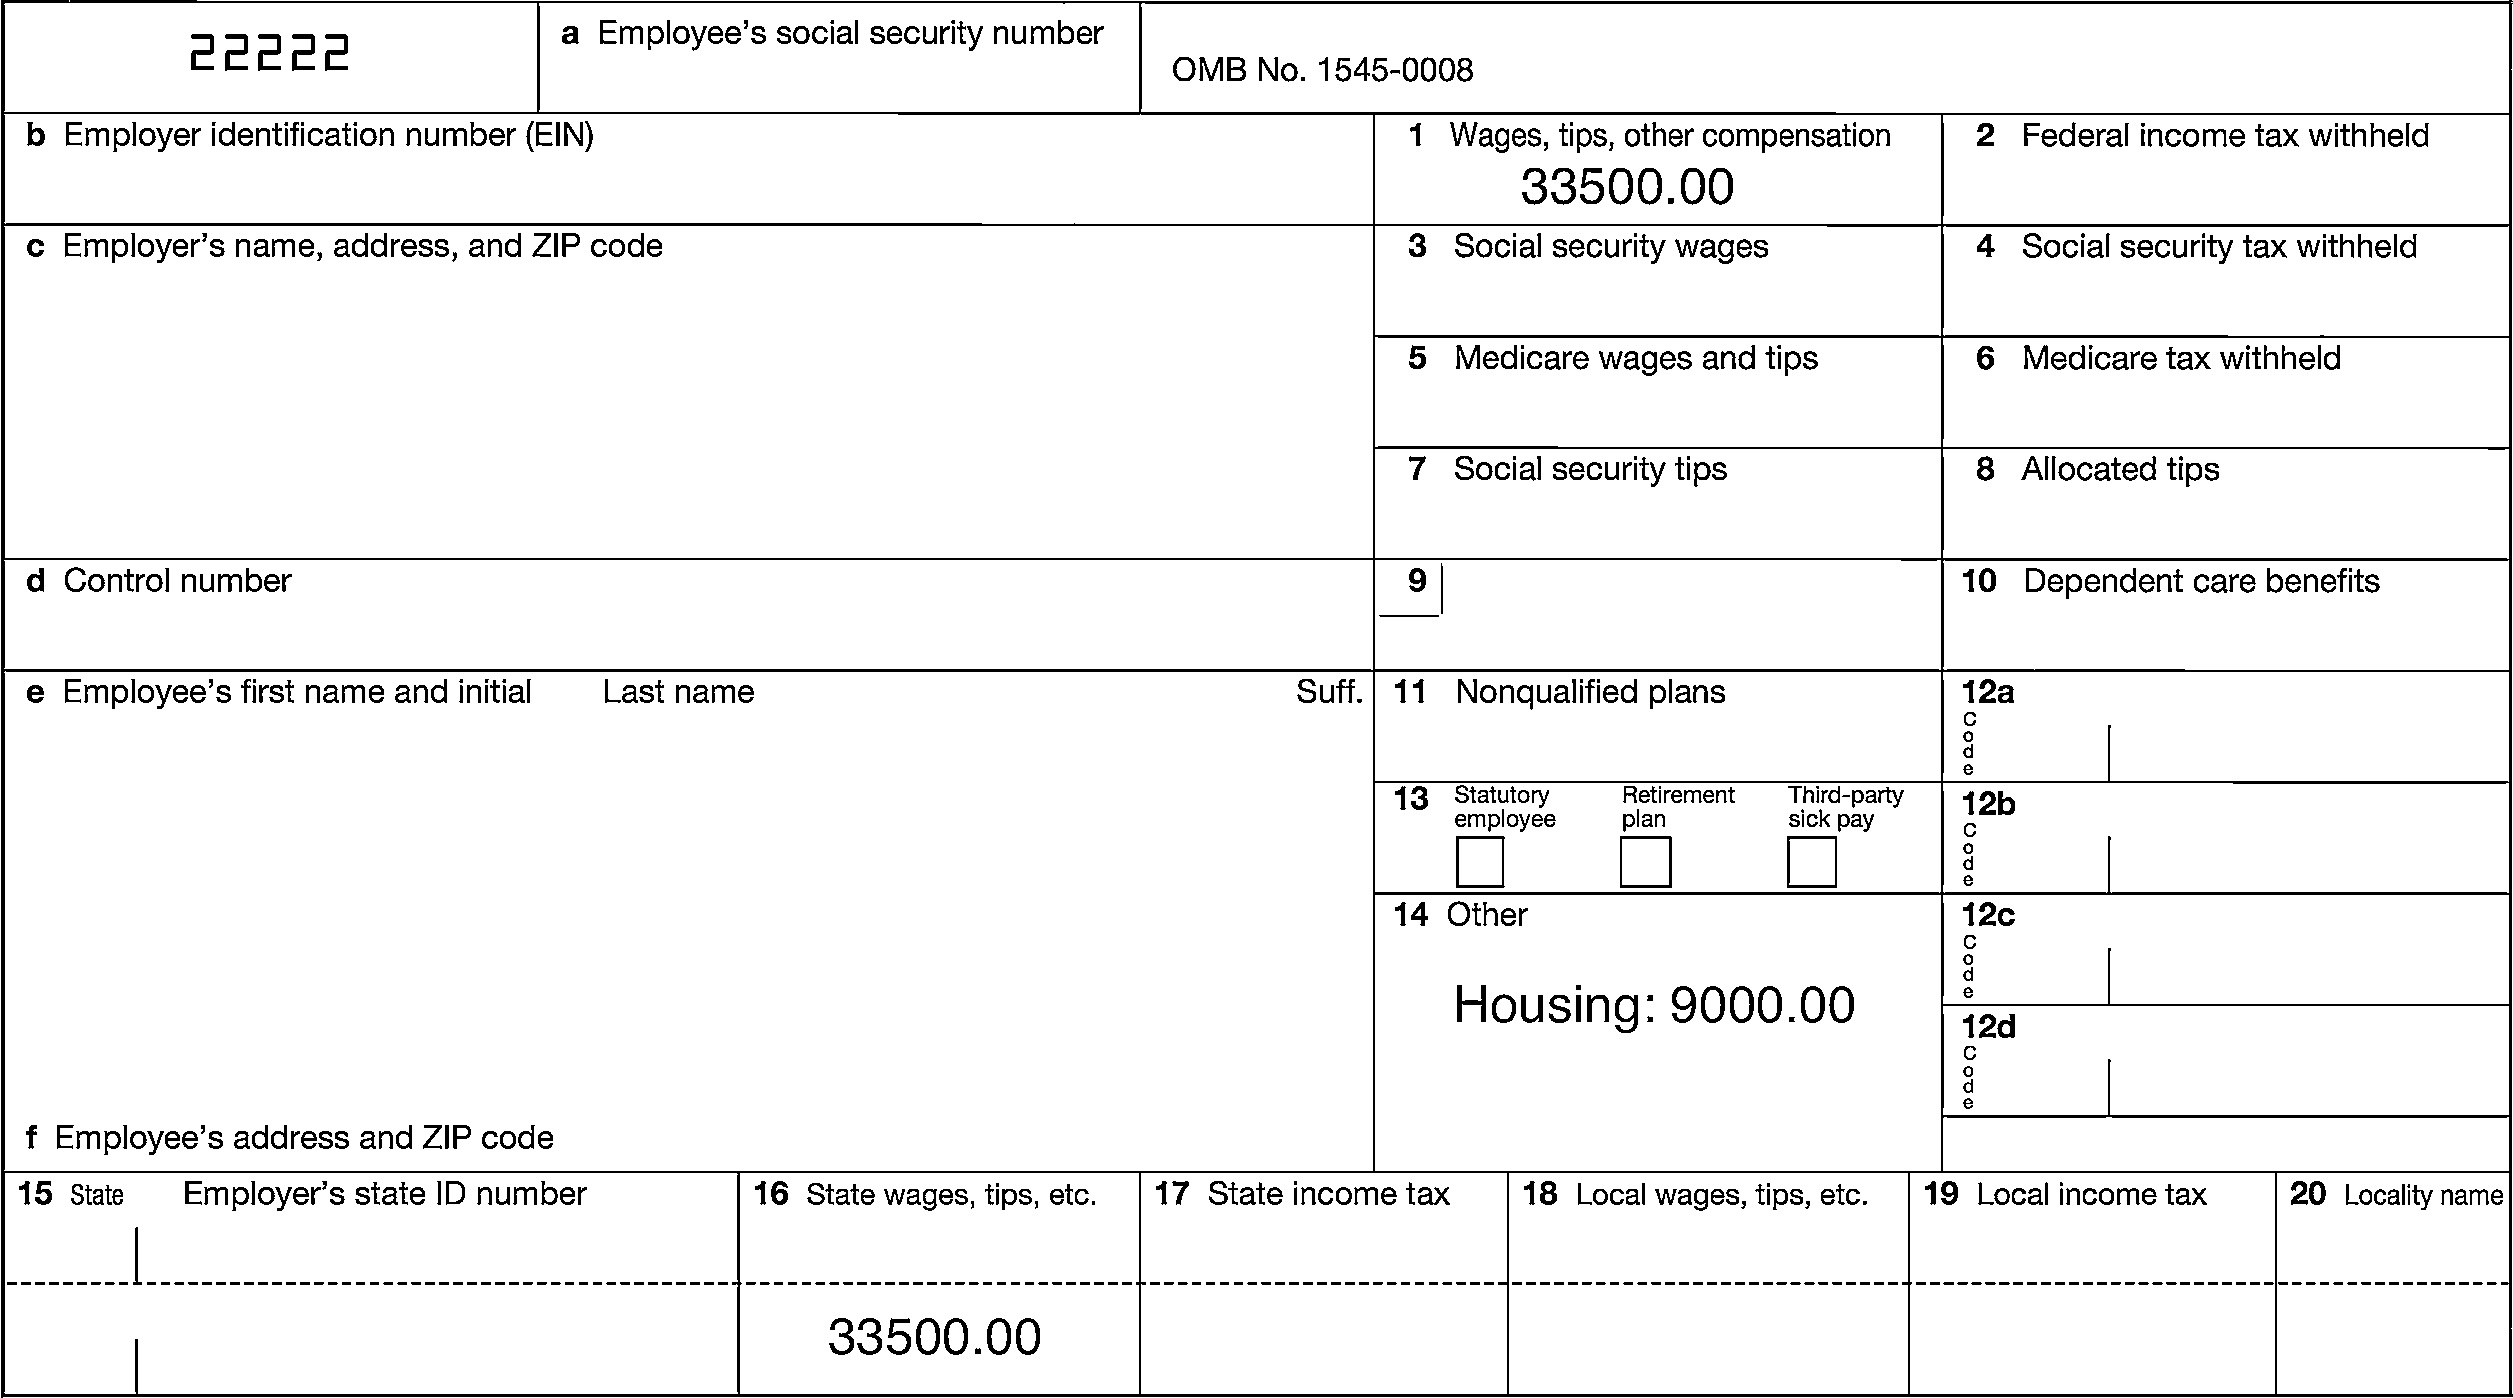 22222
a Employee's social security number
OMB No. 1545-0008
b Employer identification number (EIN)
1 Wages, tips, other compensation
33500.00
2 Federal income tax withheld
c Employer's name, address, and ZIP code
3 Social security wages
4 Social security tax withheld
5 Medicare wages and tips
6 Medicare tax withheld
7 Social security tips
8 Allocated tips
d Control number
9
10 Dependent care benefits
e Employee's first name and initial Last name Suff.
11 Nonqualified plans
12a
Code
13 Statutory employee
Retirement plan
Third-party sick pay
12b
Code
14 Other
Housing: 9000.00
12c
Code
12d
Code
f Employee's address and ZIP code
15 State Employer's state ID number
16 State wages, tips, etc.
17 State income tax
18 Local wages, tips, etc.
19 Local income tax
20 Locality name
33500.00